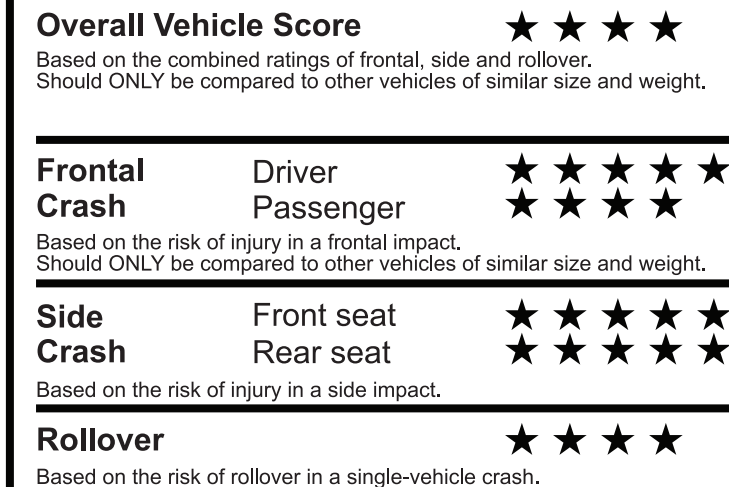 Overall Vehicle Score ★ ★ ★ ★
Based on the combined ratings of frontal, side and rollover.
Should ONLY be compared to other vehicles of similar size and weight.
Frontal Driver ★ ★ ★ ★ ★
Crash Passenger ★ ★ ★ ★
Based on the risk of injury in a frontal impact.
Should ONLY be compared to other vehicles of similar size and weight.
Side Front seat ★ ★ ★ ★ ★
Crash Rear seat ★ ★ ★ ★ ★
Based on the risk of injury in a side impact.
Rollover ★ ★ ★ ★
Based on the risk of rollover in a single-vehicle crash.